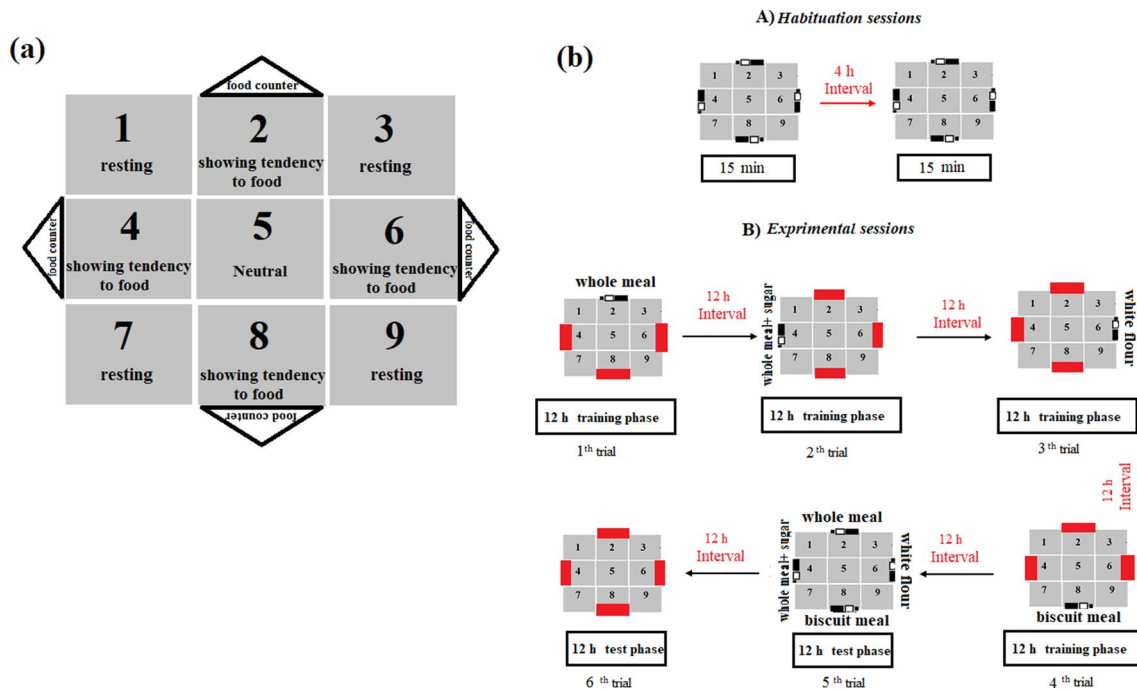 (a)
food counter
1
resting
2
showing tendency
to food
3
resting
food counter
4
showing tendency
to food
5
Neutral
6
showing tendency
to food
food counter
7
resting
8
showing tendency
to food
9
resting
food counter
(b)
A) Habituation sessions
1 2 3
4 5 6
7 8 9
4 h
Interval
1 2 3
4 5 6
7 8 9
15 min
15 min
B) Exprimental sessions
whole meal
1 2 3
4 5 6
7 8 9
12 h
Interval
whole meal+ sugar
1 2 3
4 5 6
7 8 9
12 h
Interval
1 2 3
4 5 6
7 8 9
white flour
12 h training phase
12 h training phase
12 h training phase
1th trial
2th trial
3th trial
12 h
Interval
1 2 3
4 5 6
7 8 9
12 h
Interval
whole meal
whole meal+ sugar
1 2 3
4 5 6
7 8 9
white flour
biscuit meal
12 h
Interval
1 2 3
4 5 6
7 8 9
biscuit meal
12 h test phase
12 h test phase
12 h training phase
6 th trial
5 th trial
4 th trial